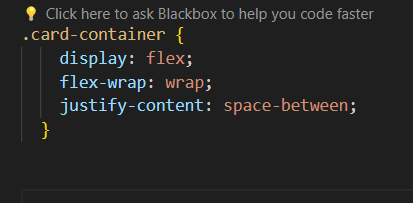 💡 Click here to ask Blackbox to help you code faster
.card-container {
display: flex;
flex-wrap: wrap;
justify-content: space-between;
}